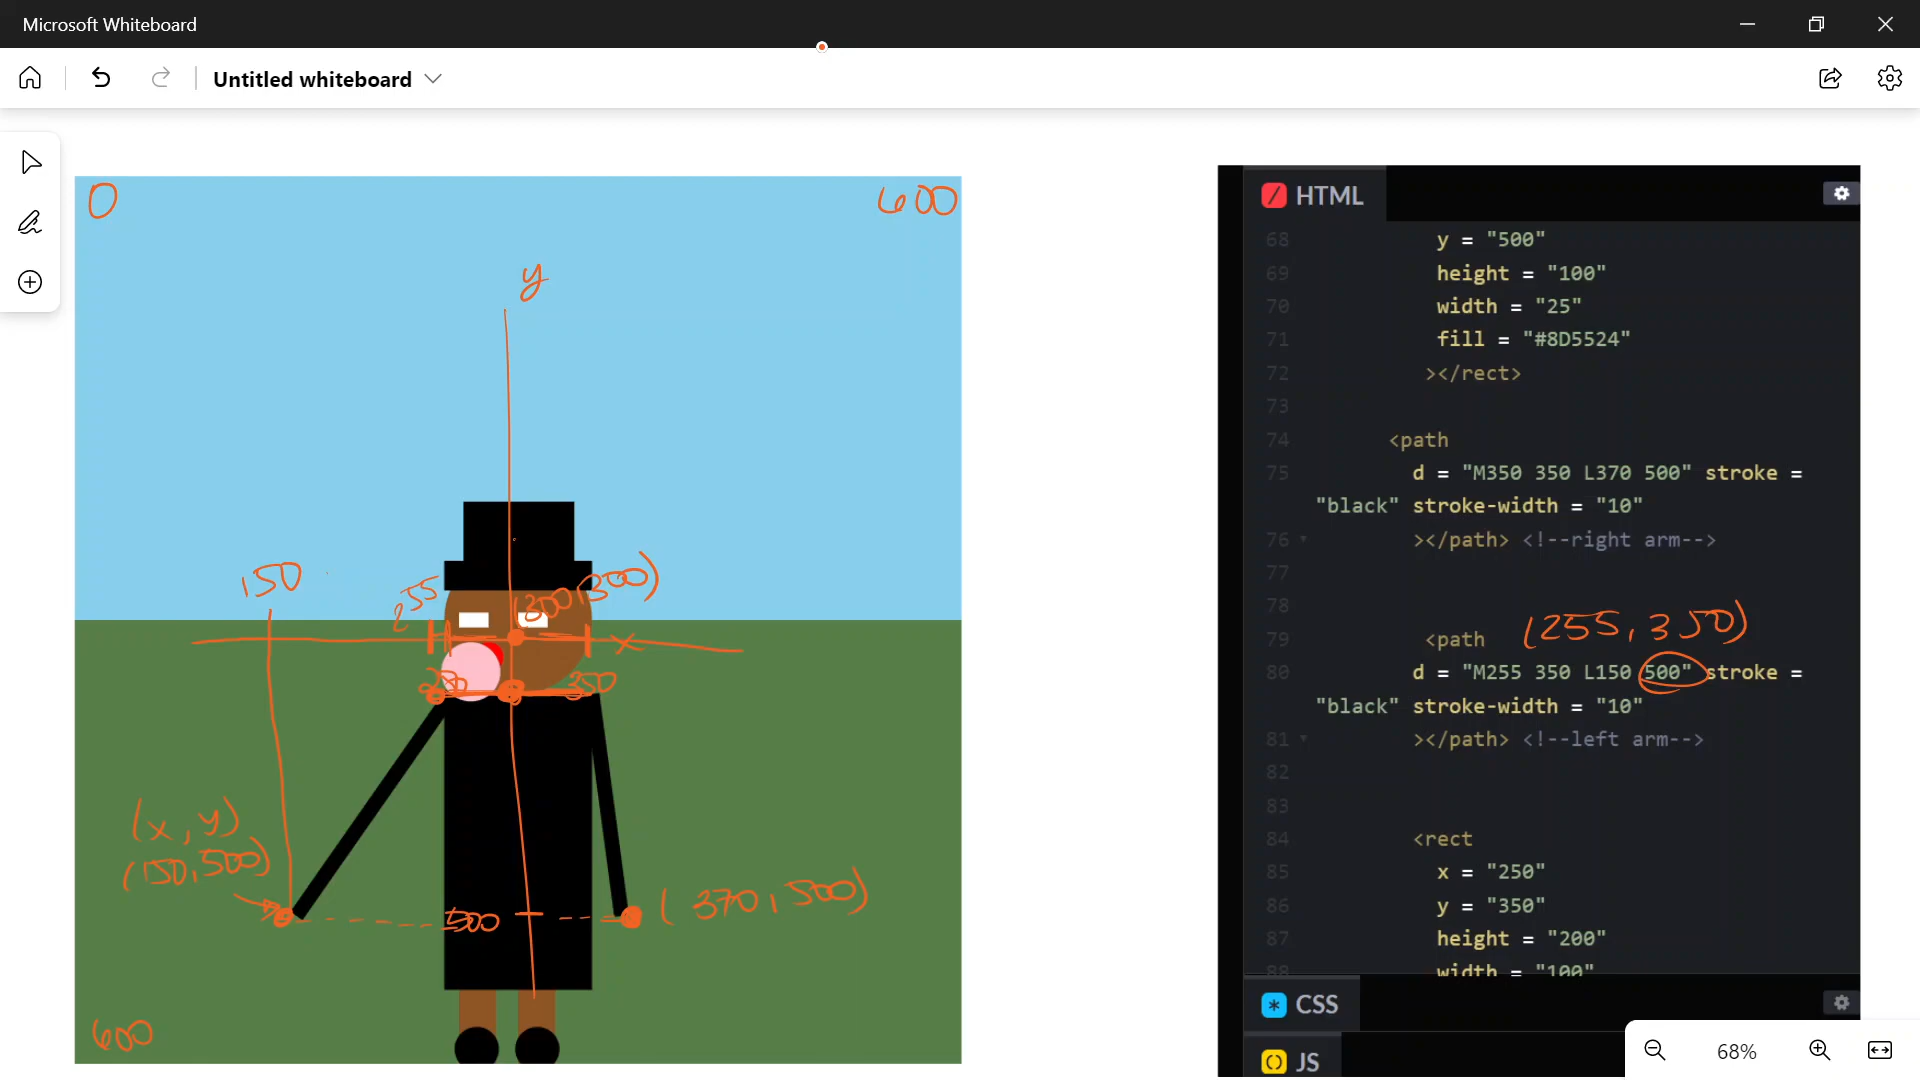 Microsoft Whiteboard
Untitled whiteboard
0
600
y
150
255
(300,300)
x
250
350
(x,y)
(150,500)
500
(370,500)
600
HTML
68 y = "500"
69 height = "100"
70 width = "25"
71 fill = "#8D5524"
72 ></rect>
73
74 <path
75 d = "M350 350 L370 500" stroke =
"black" stroke-width = "10"
76 ></path> <!--right arm-->
77
78
(255,350)
79 <path
80 d = "M255 350 L150 500" stroke =
"black" stroke-width = "10"
81 ></path> <!--left arm-->
82
83
84 <rect
85 x = "250"
86 y = "350"
87 height = "200"
88 width = "100"
CSS
JS
68%